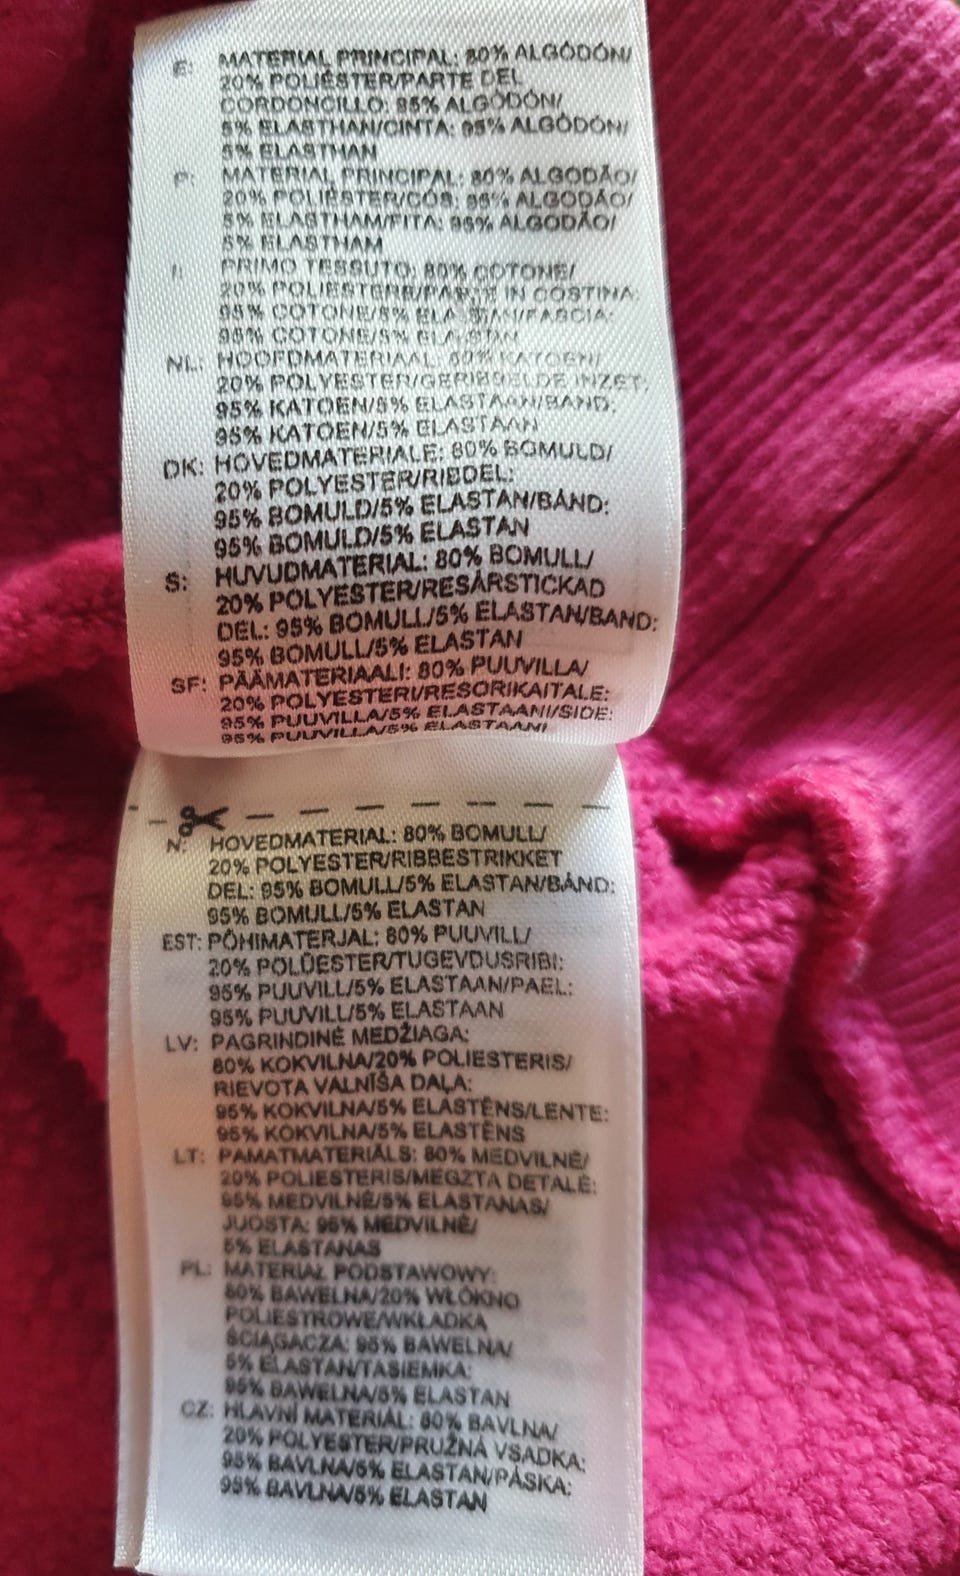 E: MATERIAL PRINCIPAL: 80% ALGODÓN/
20% POLIÉSTER/PARTE DEL
CORDONCILLO: 95% ALGODÓN/
5% ELASTHAN/CINTA: 95% ALGODÓN/
5% ELASTHAN
P: MATERIAL PRINCIPAL: 80% ALGODÃO/
20% POLIÉSTER/CÓS: 95% ALGODÃO/
5% ELASTHAM/FITA: 95% ALGODÃO/
5% ELASTHAM
I: PRIMO TESSUTO: 80% COTONE/
20% POLIESTERE/PARTE IN COSTINA:
95% COTONE/5% ELASTAN/FASCIA:
95% COTONE/5% ELASTAN
NL: HOOFDMATERIAAL: 80% KATOEN/
20% POLYESTER/GERIBBELDE INZET:
95% KATOEN/5% ELASTAAN/BAND:
95% KATOEN/5% ELASTAAN
DK: HOVEDMATERIALE: 80% BOMULD/
20% POLYESTER/RIBDEL:
95% BOMULD/5% ELASTAN/BÅND:
95% BOMULD/5% ELASTAN
S: HUVUDMATERIAL: 80% BOMULL/
20% POLYESTER/RESÅRSTICKAD
DEL: 95% BOMULL/5% ELASTAN/BAND:
95% BOMULL/5% ELASTAN
SF: PÄÄMATERIAALI: 80% PUUVILLA/
20% POLYESTERI/RESORIKAITALE:
95% PUUVILLA/5% ELASTAANI/SIDE:
95% PUUVILLA/5% ELASTAANI
N: HOVEDMATERIAL: 80% BOMULL/
20% POLYESTER/RIBBESTRIKKET
DEL: 95% BOMULL/5% ELASTAN/BÅND:
95% BOMULL/5% ELASTAN
EST: PÕHIMATERJAL: 80% PUUVILL/
20% POLÜESTER/TUGEVDUSRIBI:
95% PUUVILL/5% ELASTAAN/PAEL:
95% PUUVILL/5% ELASTAAN
LV: PAGRINDINĖ MEDŽIAGA:
80% KOKVILNA/20% POLIESTERIS/
RIEVOTA VALNĪŠA DAĻA:
95% KOKVILNA/5% ELASTĒNS/LENTE:
95% KOKVILNA/5% ELASTĒNS
LT: PAMATMATERIĀLS: 80% MEDVILNĖ/
20% POLIESTERIS/MEGZTA DETALĖ:
95% MEDVILNĖ/5% ELASTANAS/
JUOSTA: 95% MEDVILNĖ/
5% ELASTANAS
PL: MATERIAŁ PODSTAWOWY:
80% BAWEŁNA/20% WŁÓKNO
POLIESTROWE/WKŁADKA
ŚCIĄGACZA: 95% BAWEŁNA/
5% ELASTAN/TASIEMKA:
95% BAWEŁNA/5% ELASTAN
CZ: HLAVNÍ MATERIÁL: 80% BAVLNA/
20% POLYESTER/PRUŽNÁ VSADKA:
95% BAVLNA/5% ELASTAN/PÁSKA:
95% BAVLNA/5% ELASTAN